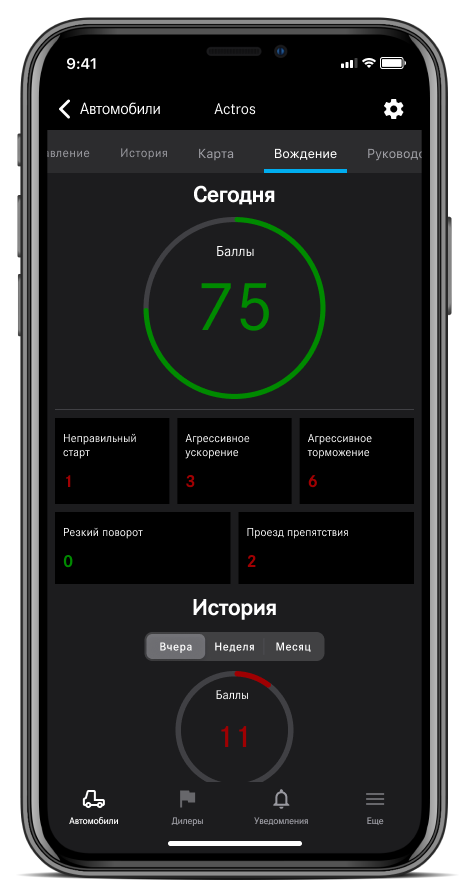 9:41
Автомобили
Actros
авление
История
Карта
Вождение
Руководс
Сегодня
Баллы
75
Неправильный
старт
1
Агрессивное
ускорение
3
Агрессивное
торможение
6
Резкий поворот
0
Проезд препятствия
2
История
Вчера
Неделя
Месяц
Баллы
11
Автомобили
Дилеры
Уведомления
Еще